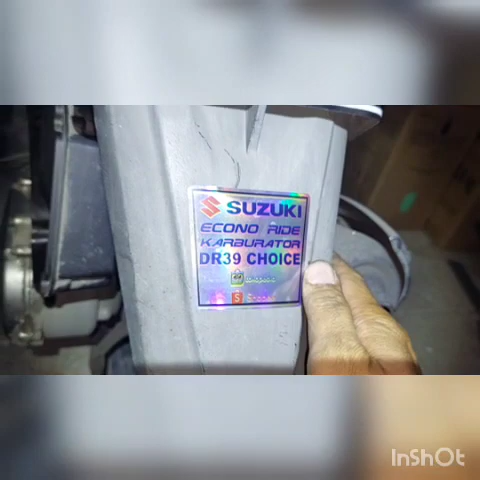 SUZUKI
ECONO RIDE
KARBURATOR
DR39 CHOICE
InShOt